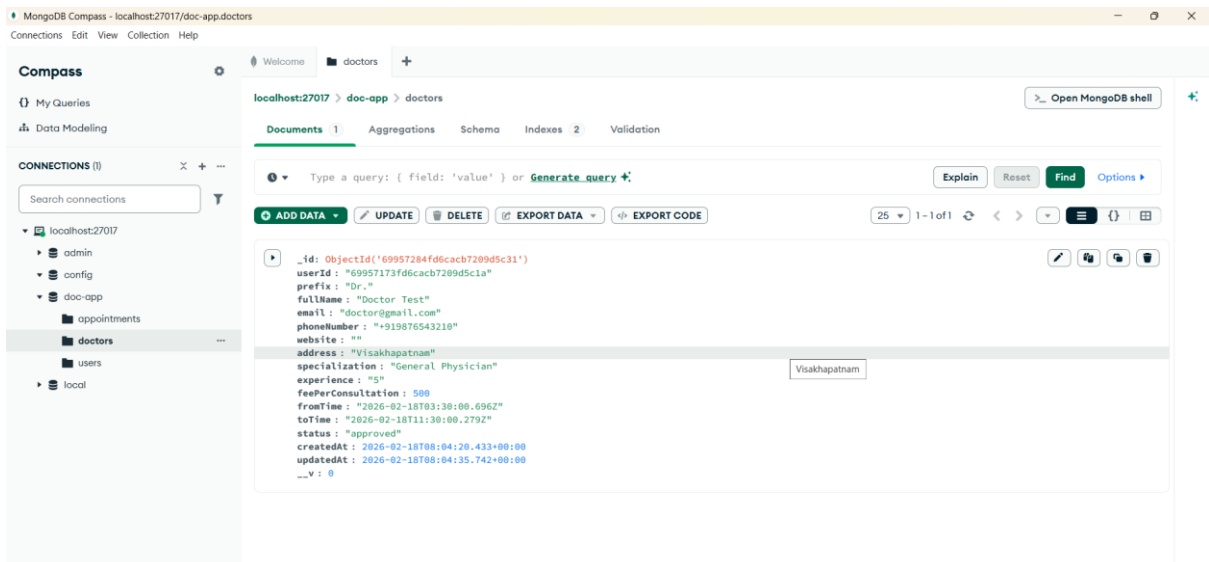 MongoDB Compass - localhost:27017/doc-app.doctors
Connections Edit View Collection Help
Compass
{} My Queries
Data Modeling
CONNECTIONS (1)
Search connections
localhost:27017
admin
config
doc-app
appointments
doctors
users
local
Welcome doctors
localhost:27017 > doc-app > doctors
>_ Open MongoDB shell
Documents 1 Aggregations Schema Indexes 2 Validation
Type a query: { field: 'value' } or Generate query
Explain Reset Find Options
ADD DATA UPDATE DELETE EXPORT DATA EXPORT CODE
25 1 - 1 of 1
_id: ObjectId('69957284fd6cacb7209d5c31')
userId : "69957173fd6cacb7209d5c1a"
prefix : "Dr."
fullName : "Doctor Test"
email : "doctor@gmail.com"
phoneNumber : "+919876543210"
website : ""
address : "Visakhapatnam"
specialization : "General Physician"
Visakhapatnam
experience : "5"
feePerConsultation : 500
fromTime : "2026-02-18T03:30:00.696Z"
toTime : "2026-02-18T11:30:00.279Z"
status : "approved"
createdAt : 2026-02-18T08:04:20.433+00:00
updatedAt : 2026-02-18T08:04:35.742+00:00
__v : 0